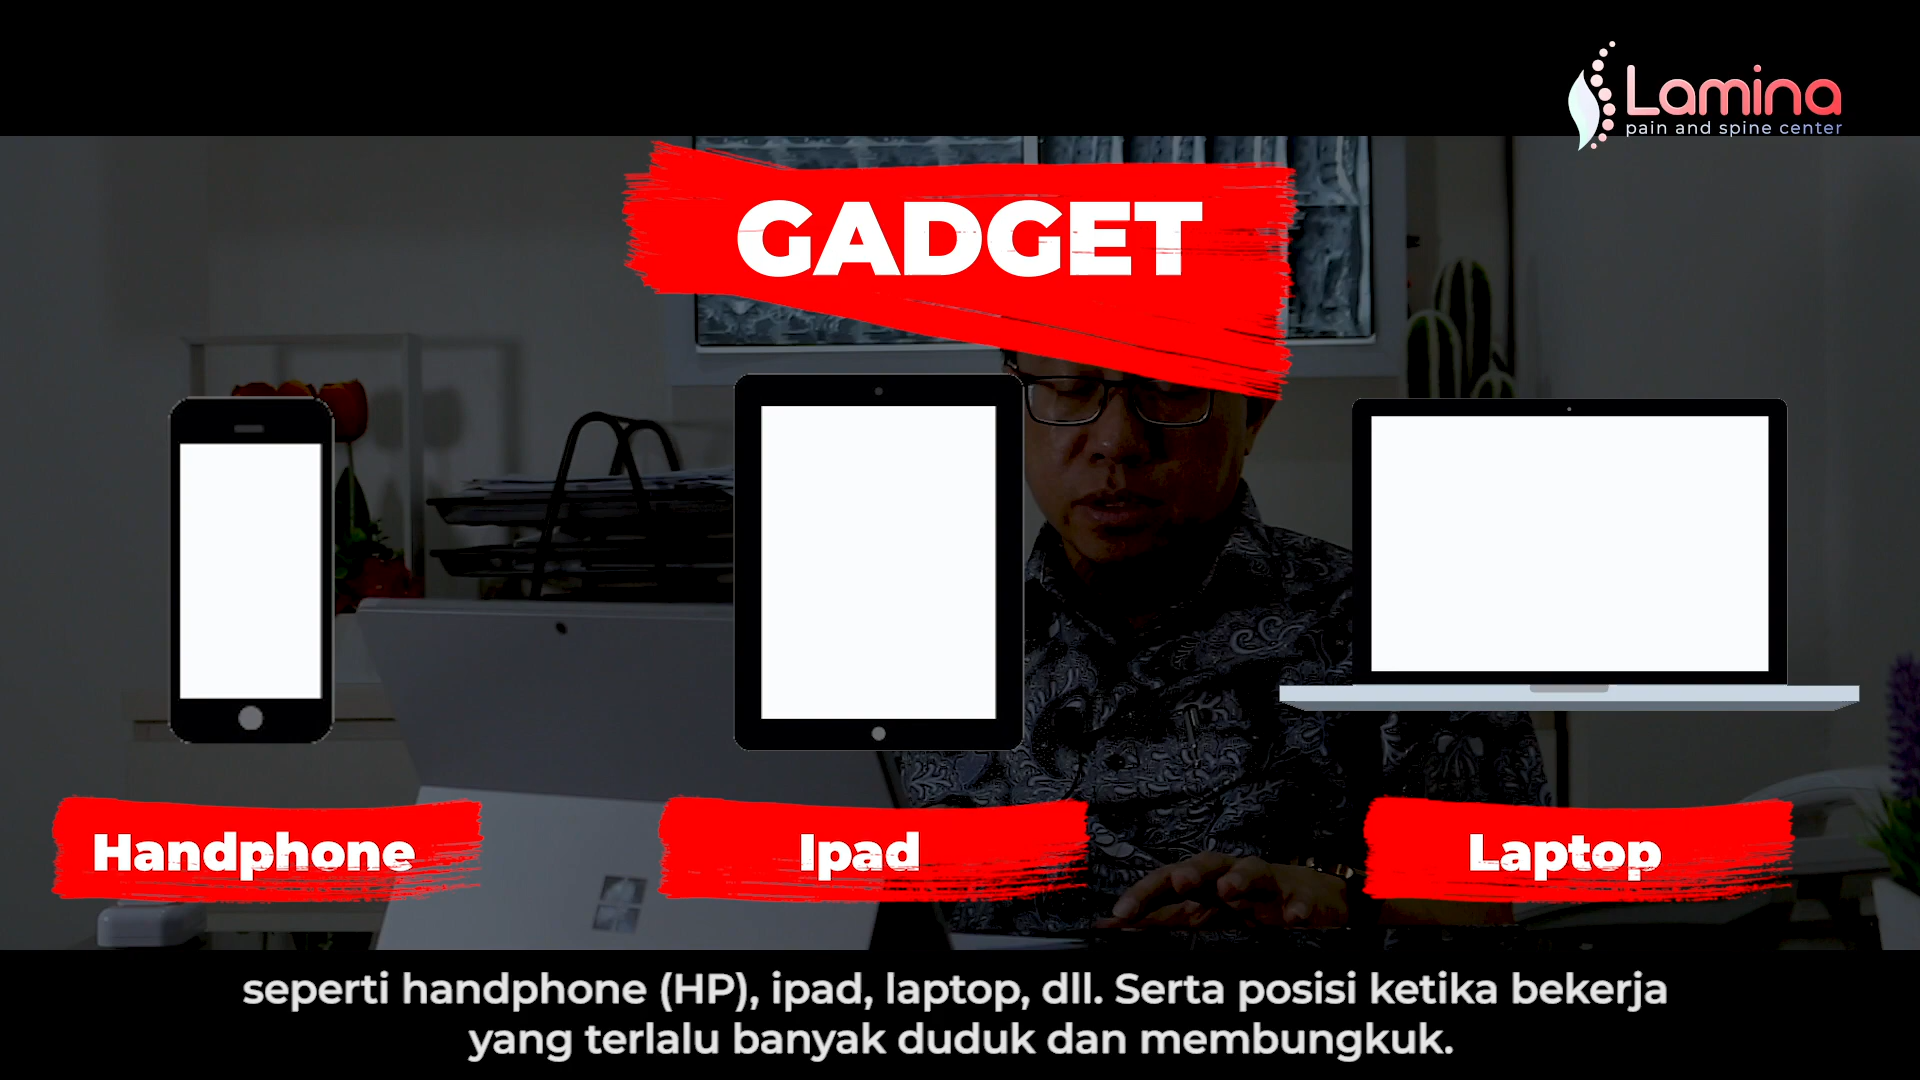 Lamina
pain and spine center
GADGET
Handphone
Ipad
Laptop
seperti handphone (HP), ipad, laptop, dll. Serta posisi ketika bekerja
yang terlalu banyak duduk dan membungkuk.